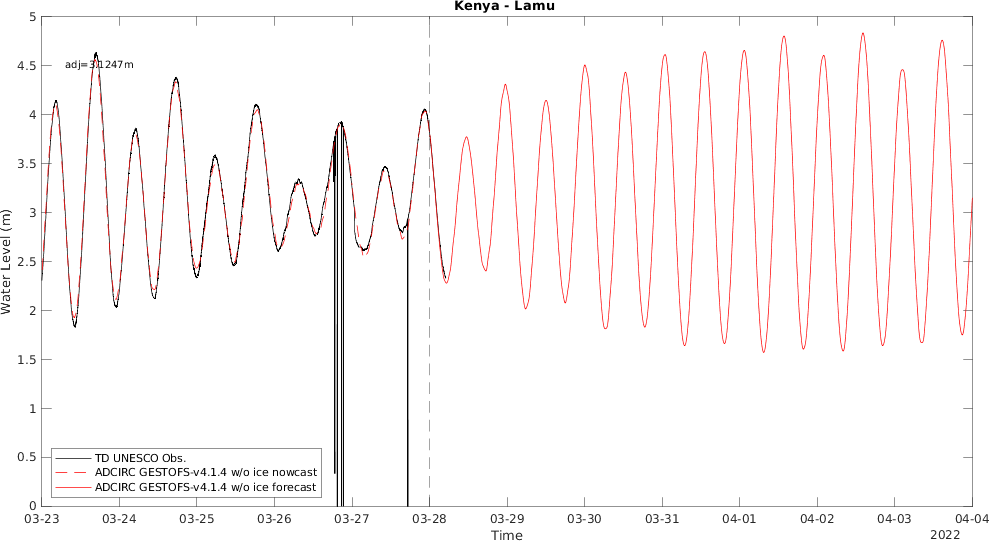 Kenya - Lamu
adj=3.1247m
Water Level (m)
5
4.5
4
3.5
3
2.5
2
1.5
1
0.5
0
TD UNESCO Obs.
ADCIRC GESTOFS-v4.1.4 w/o ice nowcast
ADCIRC GESTOFS-v4.1.4 w/o ice forecast
03-23 03-24 03-25 03-26 03-27 03-28 03-29 03-30 03-31 04-01 04-02 04-03 04-04
Time
2022